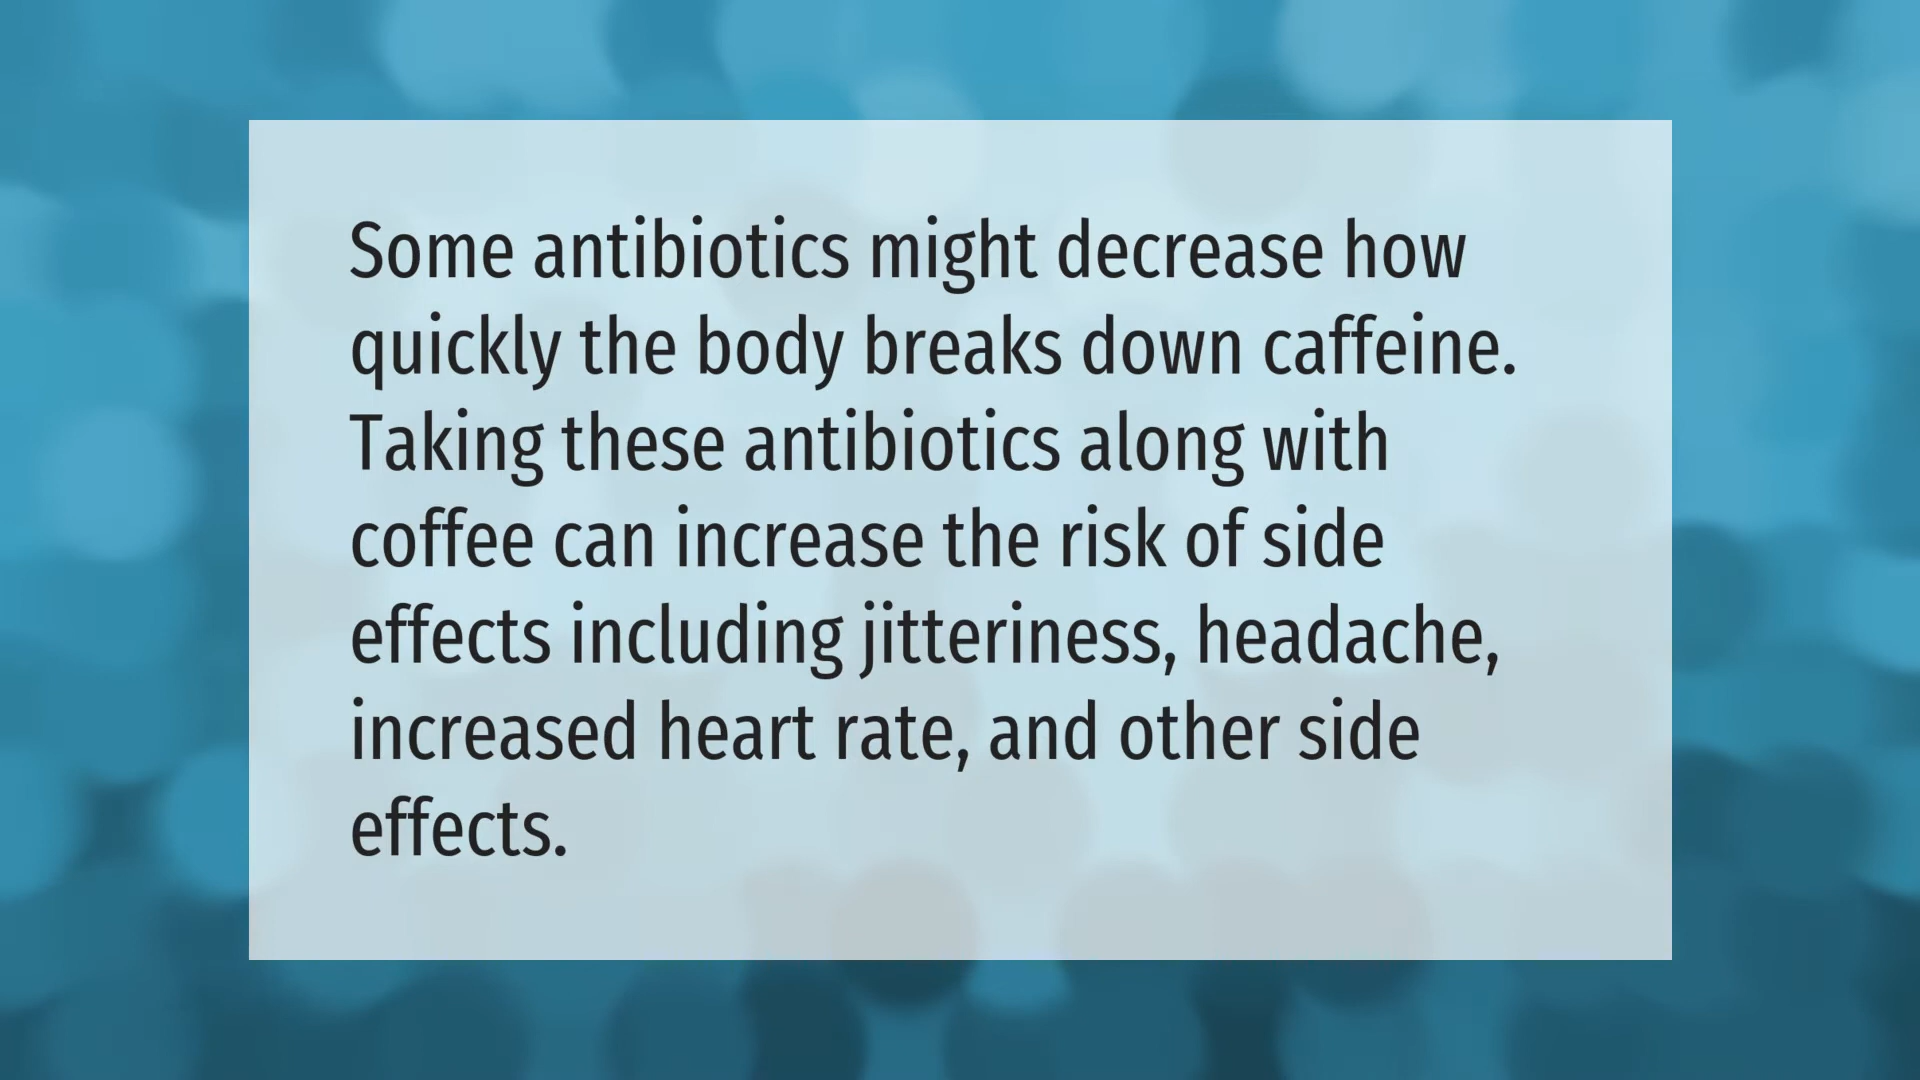 Some antibiotics might decrease how
quickly the body breaks down caffeine.
Taking these antibiotics along with
coffee can increase the risk of side
effects including jitteriness, headache,
increased heart rate, and other side
effects.